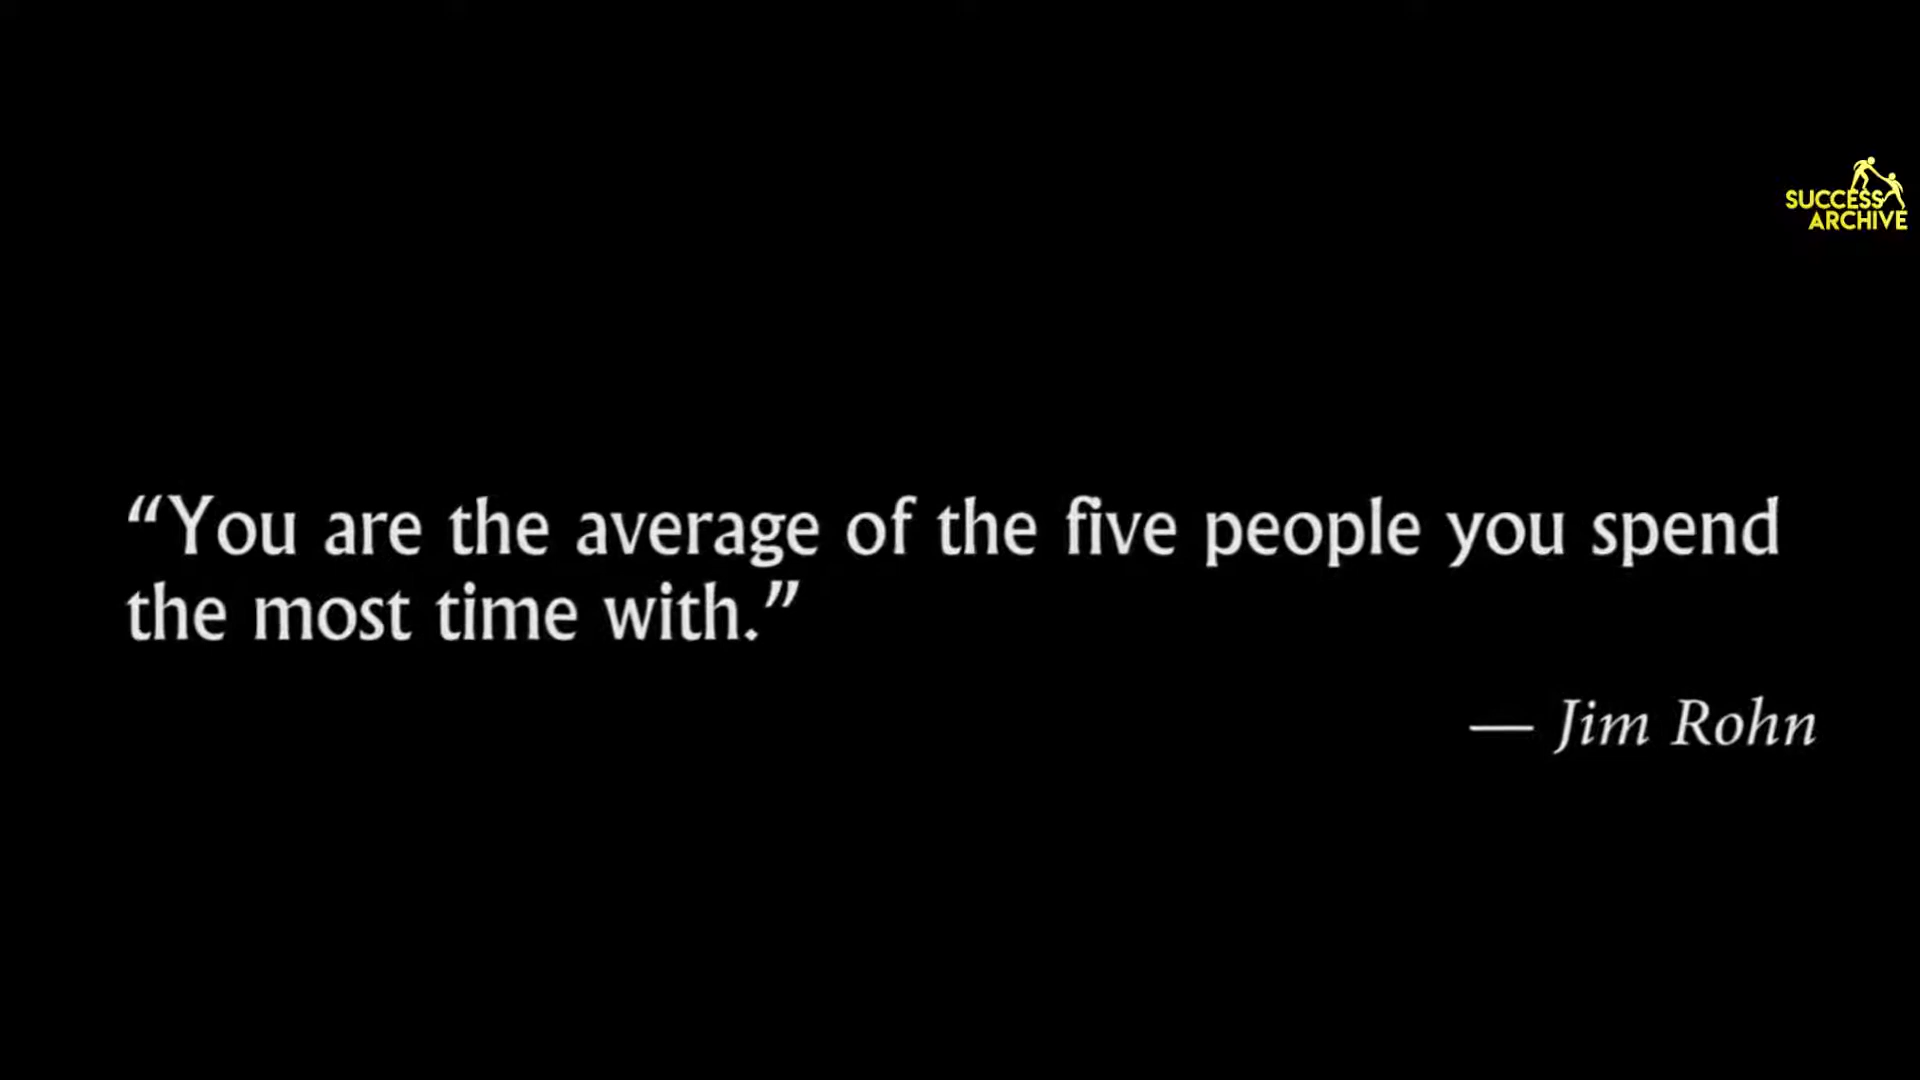 SUCCESS
ARCHIVE
“You are the average of the five people you spend
the most time with.”
— Jim Rohn